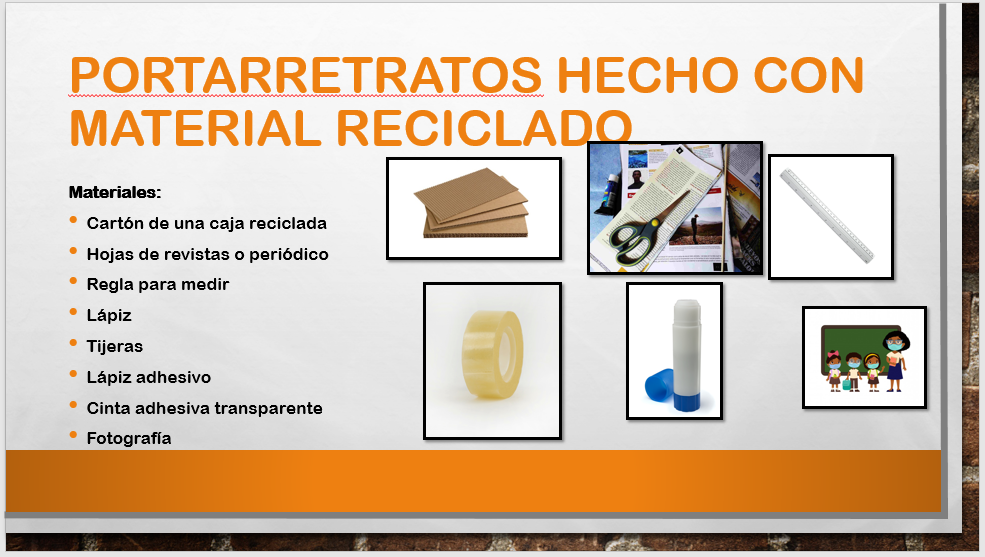 PORTARRETRATOS HECHO CON
MATERIAL RECICLADO
Materiales:
Cartón de una caja reciclada
Hojas de revistas o periódico
Regla para medir
Lápiz
Tijeras
Lápiz adhesivo
Cinta adhesiva transparente
Fotografía